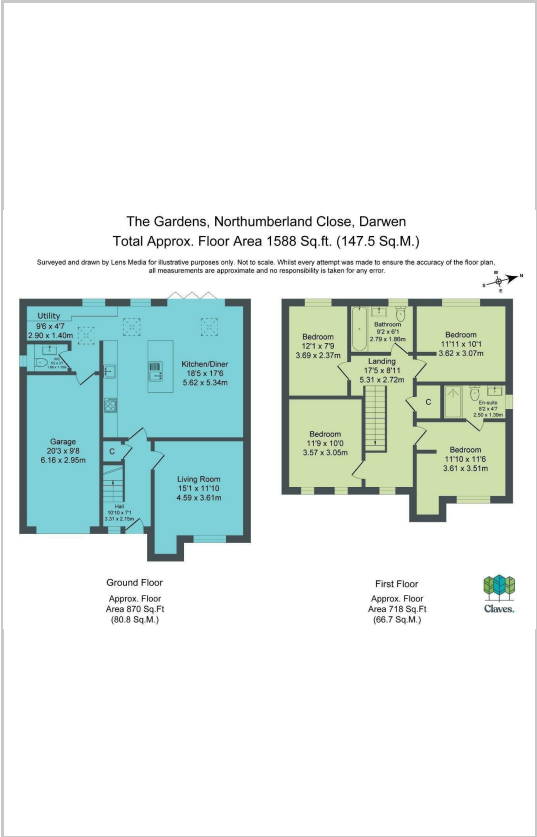 The Gardens, Northumberland Close, Darwen
Total Approx. Floor Area 1588 Sq.ft. (147.5 Sq.M.)
Surveyed and drawn by Lens Media for illustrative purposes only. Not to scale. Whilst every attempt was made to ensure the accuracy of the floor plan,
all measurements are approximate and no responsibility is taken for any error.
W
N
S
E
Utility
9'6 x 4'7
2.90 x 1.40m
Kitchen/Diner
18'5 x 17'6
5.62 x 5.34m
Garage
20'3 x 9'8
6.16 x 2.95m
C
Living Room
15'1 x 11'10
4.59 x 3.61m
Hall
10'10 x 7'1
3.31 x 2.15m
Bedroom
12'1 x 7'9
3.69 x 2.37m
Bathroom
9'2 x 6'1
2.79 x 1.86m
Bedroom
11'11 x 10'1
3.62 x 3.07m
Landing
17'5 x 8'11
5.31 x 2.72m
C
En-suite
8'2 x 4'7
2.50 x 1.39m
Bedroom
11'9 x 10'0
3.57 x 3.05m
Bedroom
11'10 x 11'6
3.61 x 3.51m
Ground Floor
Approx. Floor
Area 870 Sq.Ft
(80.8 Sq.M.)
First Floor
Approx. Floor
Area 718 Sq.Ft
(66.7 Sq.M.)
Claves.